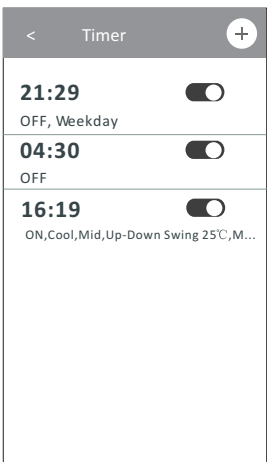 < Timer +
21:29
OFF, Weekday
04:30
OFF
16:19
ON,Cool,Mid,Up-Down Swing 25℃,M...